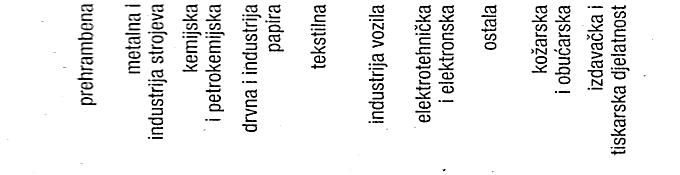 prehrambena
metalna i
industrija strojeva
kemijska
i petrokemijska
drvna i industrija
papira
tekstilna
industrija vozila
elektrotehnička
i elektronska
ostala
kožarska
i obućarska
izdavačka i
tiskarska djelatnost